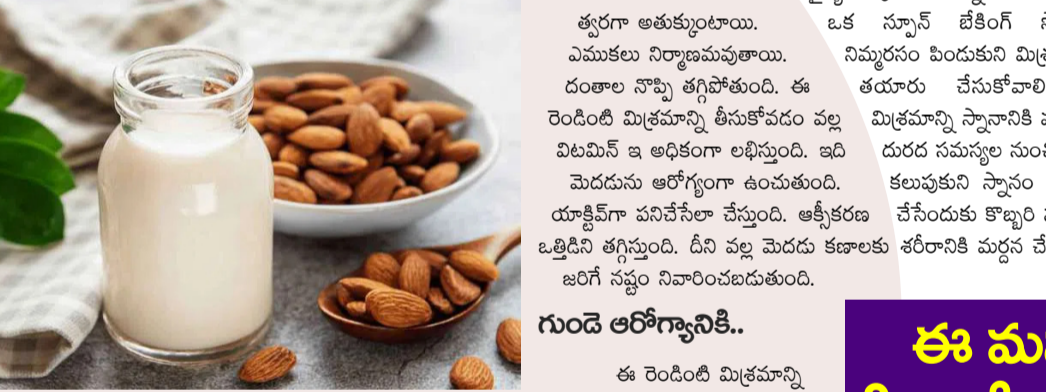 త్వరగా అతుక్కుంటాయి.
ఎముకలు నిర్మాణమవుతాయి.
దంతాల నొప్పి తగ్గిపోతుంది. ఈ
రెండింటి మిశ్రమాన్ని తీసుకోవడం వల్ల
విటమిన్ ఇ అధికంగా లభిస్తుంది. ఇది
మెదడును ఆరోగ్యంగా ఉంచుతుంది.
యాక్టివ్‌గా పనిచేసేలా చేస్తుంది. ఆక్సీకరణ
ఒత్తిడిని తగ్గిస్తుంది. దీని వల్ల మెదడు కణాలకు
జరిగే నష్టం నివారించబడుతుంది.
గుండె ఆరోగ్యానికి..
ఈ రెండింటి మిశ్రమాన్ని
ఒక స్పూన్ బేకింగ్
నిమ్మరసం పిండుకుని
తయారు చేసుకోవాలి
మిశ్రమాన్ని స్నానానికి
దురద సమస్యల నుంచి
కలుపుకుని స్నానం
చేసేందుకు కొబ్బరి
శరీరానికి మర్దన
ఈ